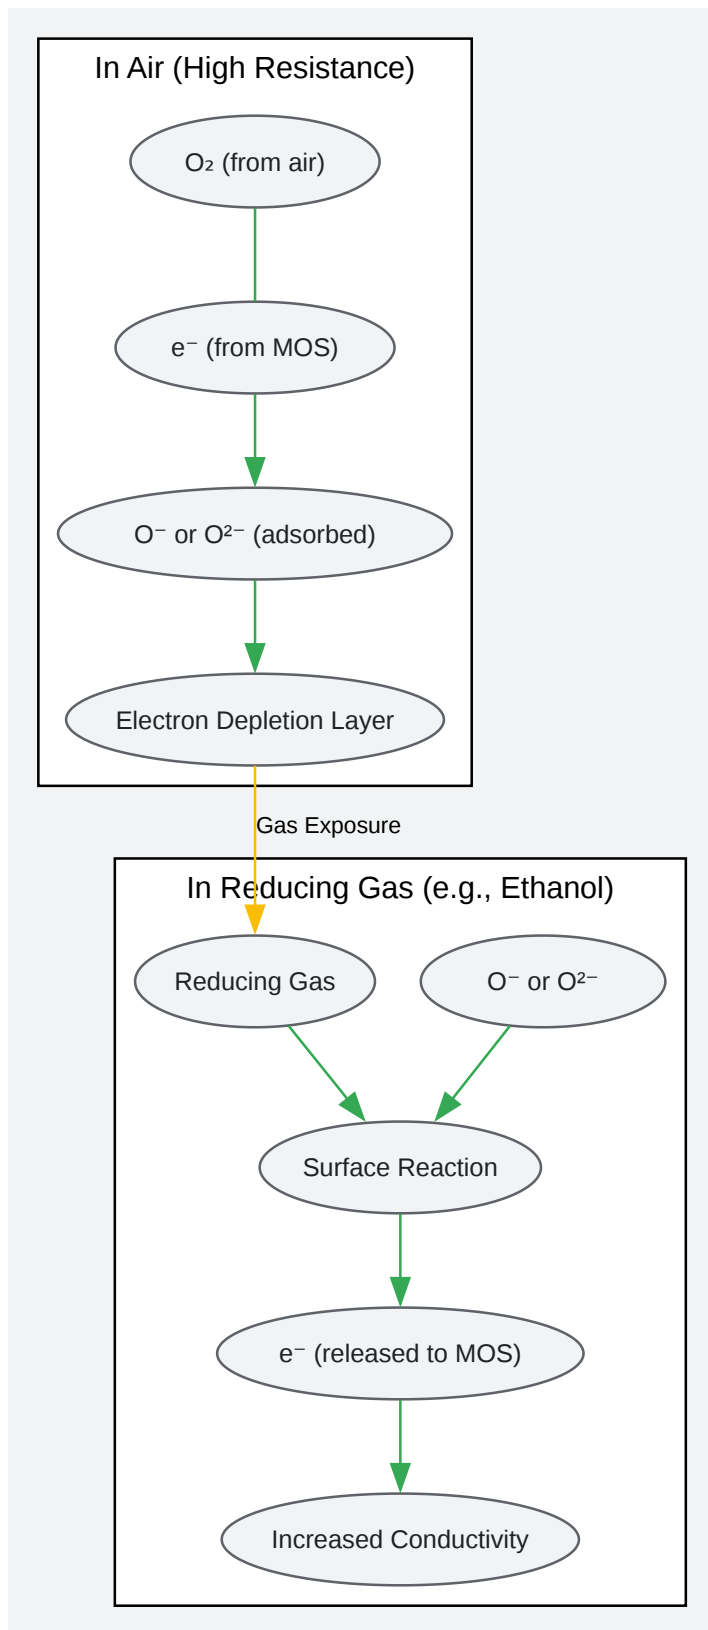 In Air (High Resistance)
O₂ (from air)
e⁻ (from MOS)
O⁻ or O²⁻ (adsorbed)
Electron Depletion Layer
Gas Exposure
In Reducing Gas (e.g., Ethanol)
Reducing Gas
O⁻ or O²⁻
Surface Reaction
e⁻ (released to MOS)
Increased Conductivity